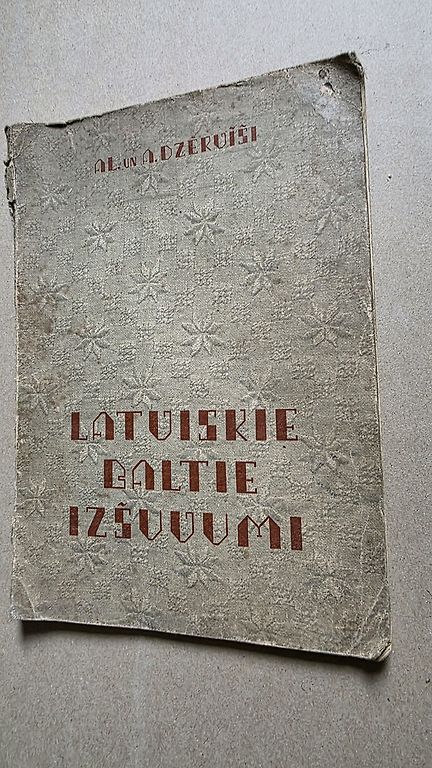 AL. UN A. DZĒRVĪŠI
LATVISKIE
BALTIE
IZŠUVUMI